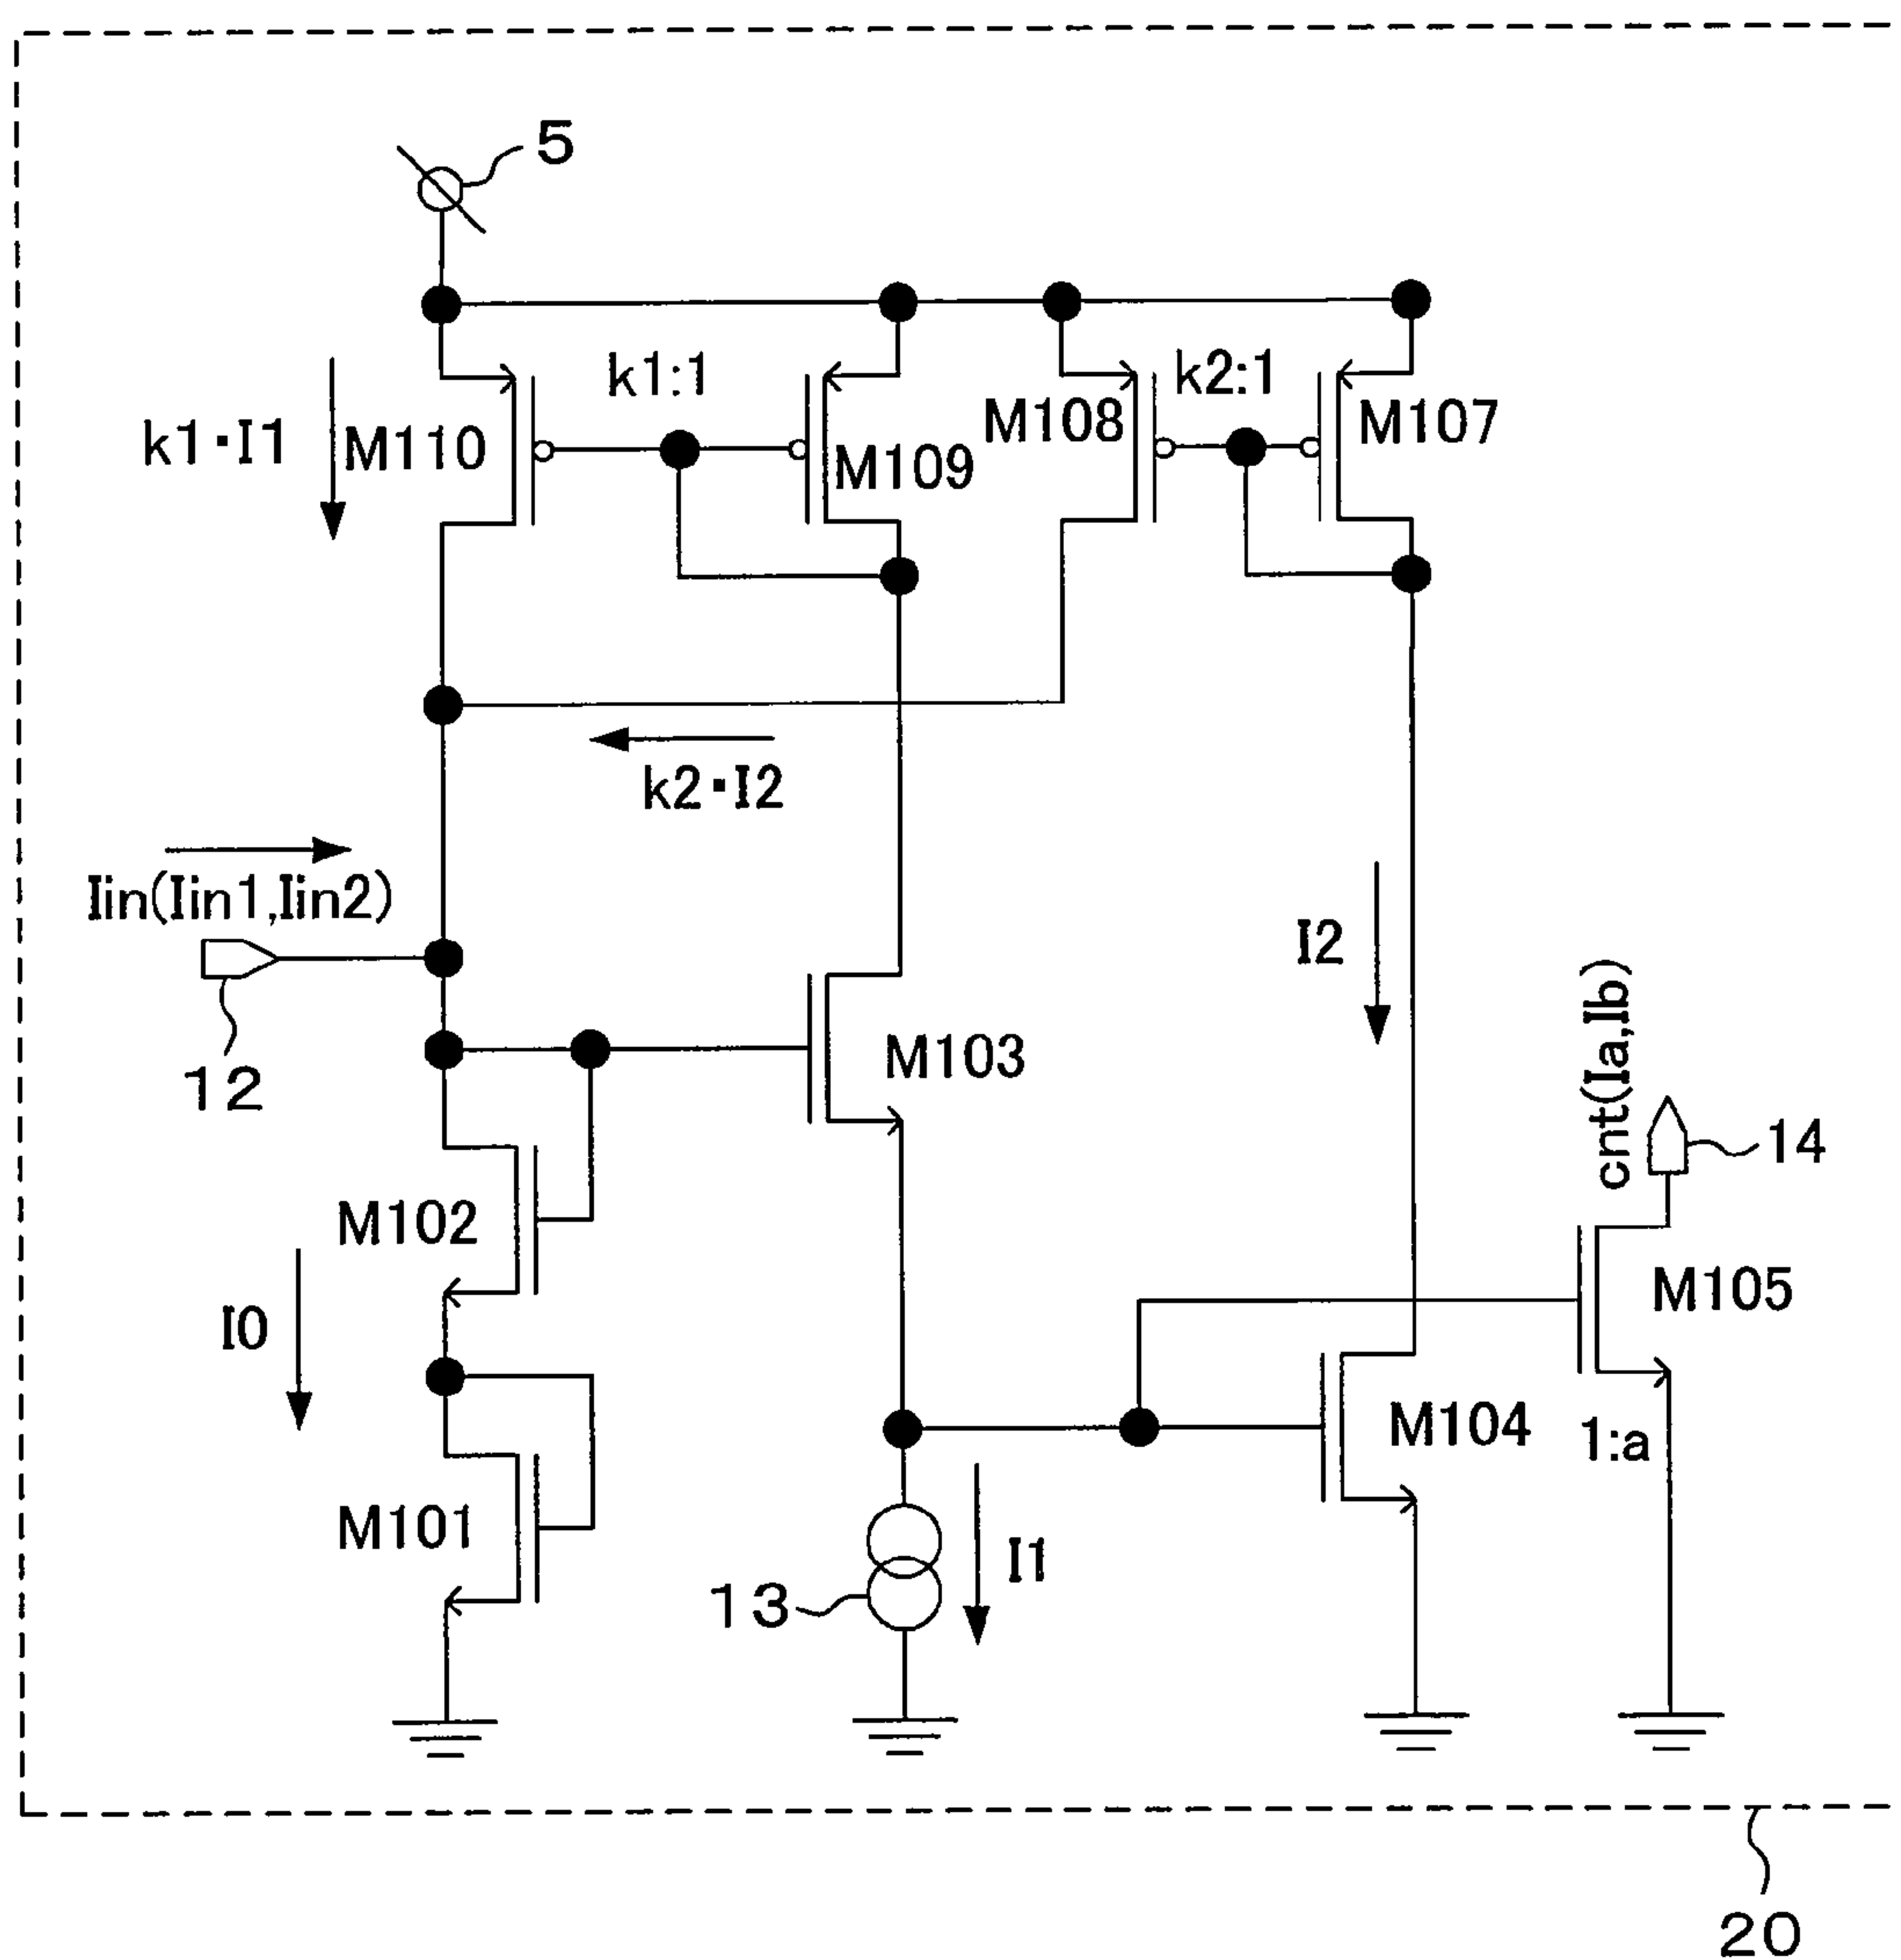 5
k1:1
k2:1
k1・I1
M110
M109
M108
M107
k2・I2
Iin(Iin1,Iin2)
12
M103
I2
cnt(Ia,Ib)
14
M102
I0
M105
M104
1:a
M101
13
I1
20